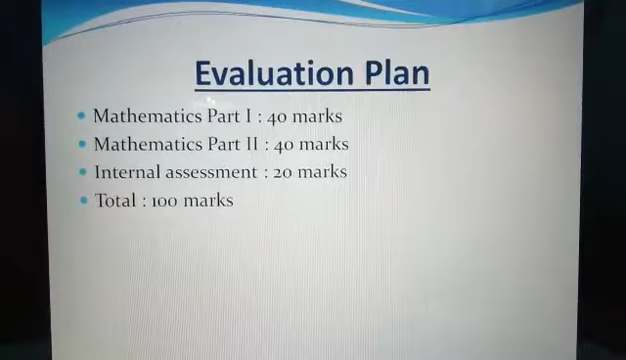 Evaluation Plan
Mathematics Part I : 40 marks
Mathematics Part II : 40 marks
Internal assessment : 20 marks
Total : 100 marks